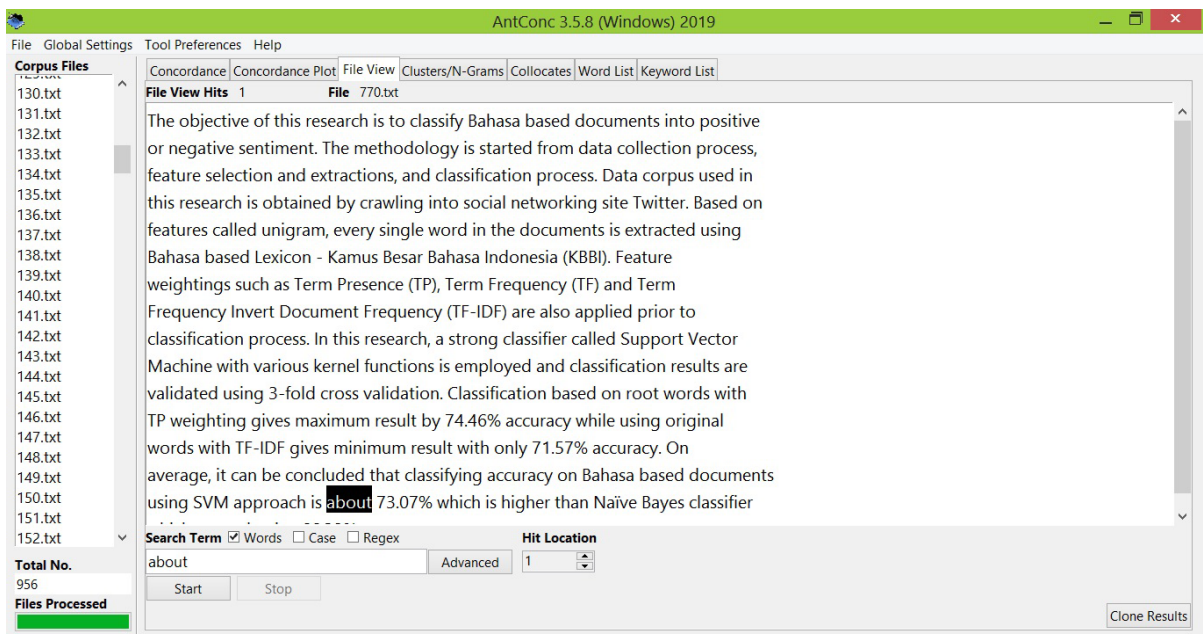 AntConc 3.5.8 (Windows) 2019
File Global Settings Tool Preferences Help
Corpus Files
130.txt
131.txt
132.txt
133.txt
134.txt
135.txt
136.txt
137.txt
138.txt
139.txt
140.txt
141.txt
142.txt
143.txt
144.txt
145.txt
146.txt
147.txt
148.txt
149.txt
150.txt
151.txt
152.txt
Total No.
956
Files Processed
Concordance Concordance Plot File View Clusters/N-Grams Collocates Word List Keyword List
File View Hits 1 File 770.txt
The objective of this research is to classify Bahasa based documents into positive
or negative sentiment. The methodology is started from data collection process,
feature selection and extractions, and classification process. Data corpus used in
this research is obtained by crawling into social networking site Twitter. Based on
features called unigram, every single word in the documents is extracted using
Bahasa based Lexicon - Kamus Besar Bahasa Indonesia (KBBI). Feature
weightings such as Term Presence (TP), Term Frequency (TF) and Term
Frequency Invert Document Frequency (TF-IDF) are also applied prior to
classification process. In this research, a strong classifier called Support Vector
Machine with various kernel functions is employed and classification results are
validated using 3-fold cross validation. Classification based on root words with
TP weighting gives maximum result by 74.46% accuracy while using original
words with TF-IDF gives minimum result with only 71.57% accuracy. On
average, it can be concluded that classifying accuracy on Bahasa based documents
using SVM approach is about 73.07% which is higher than Naïve Bayes classifier
Search Term Words Case Regex Hit Location
about Advanced 1
Start Stop
Clone Results